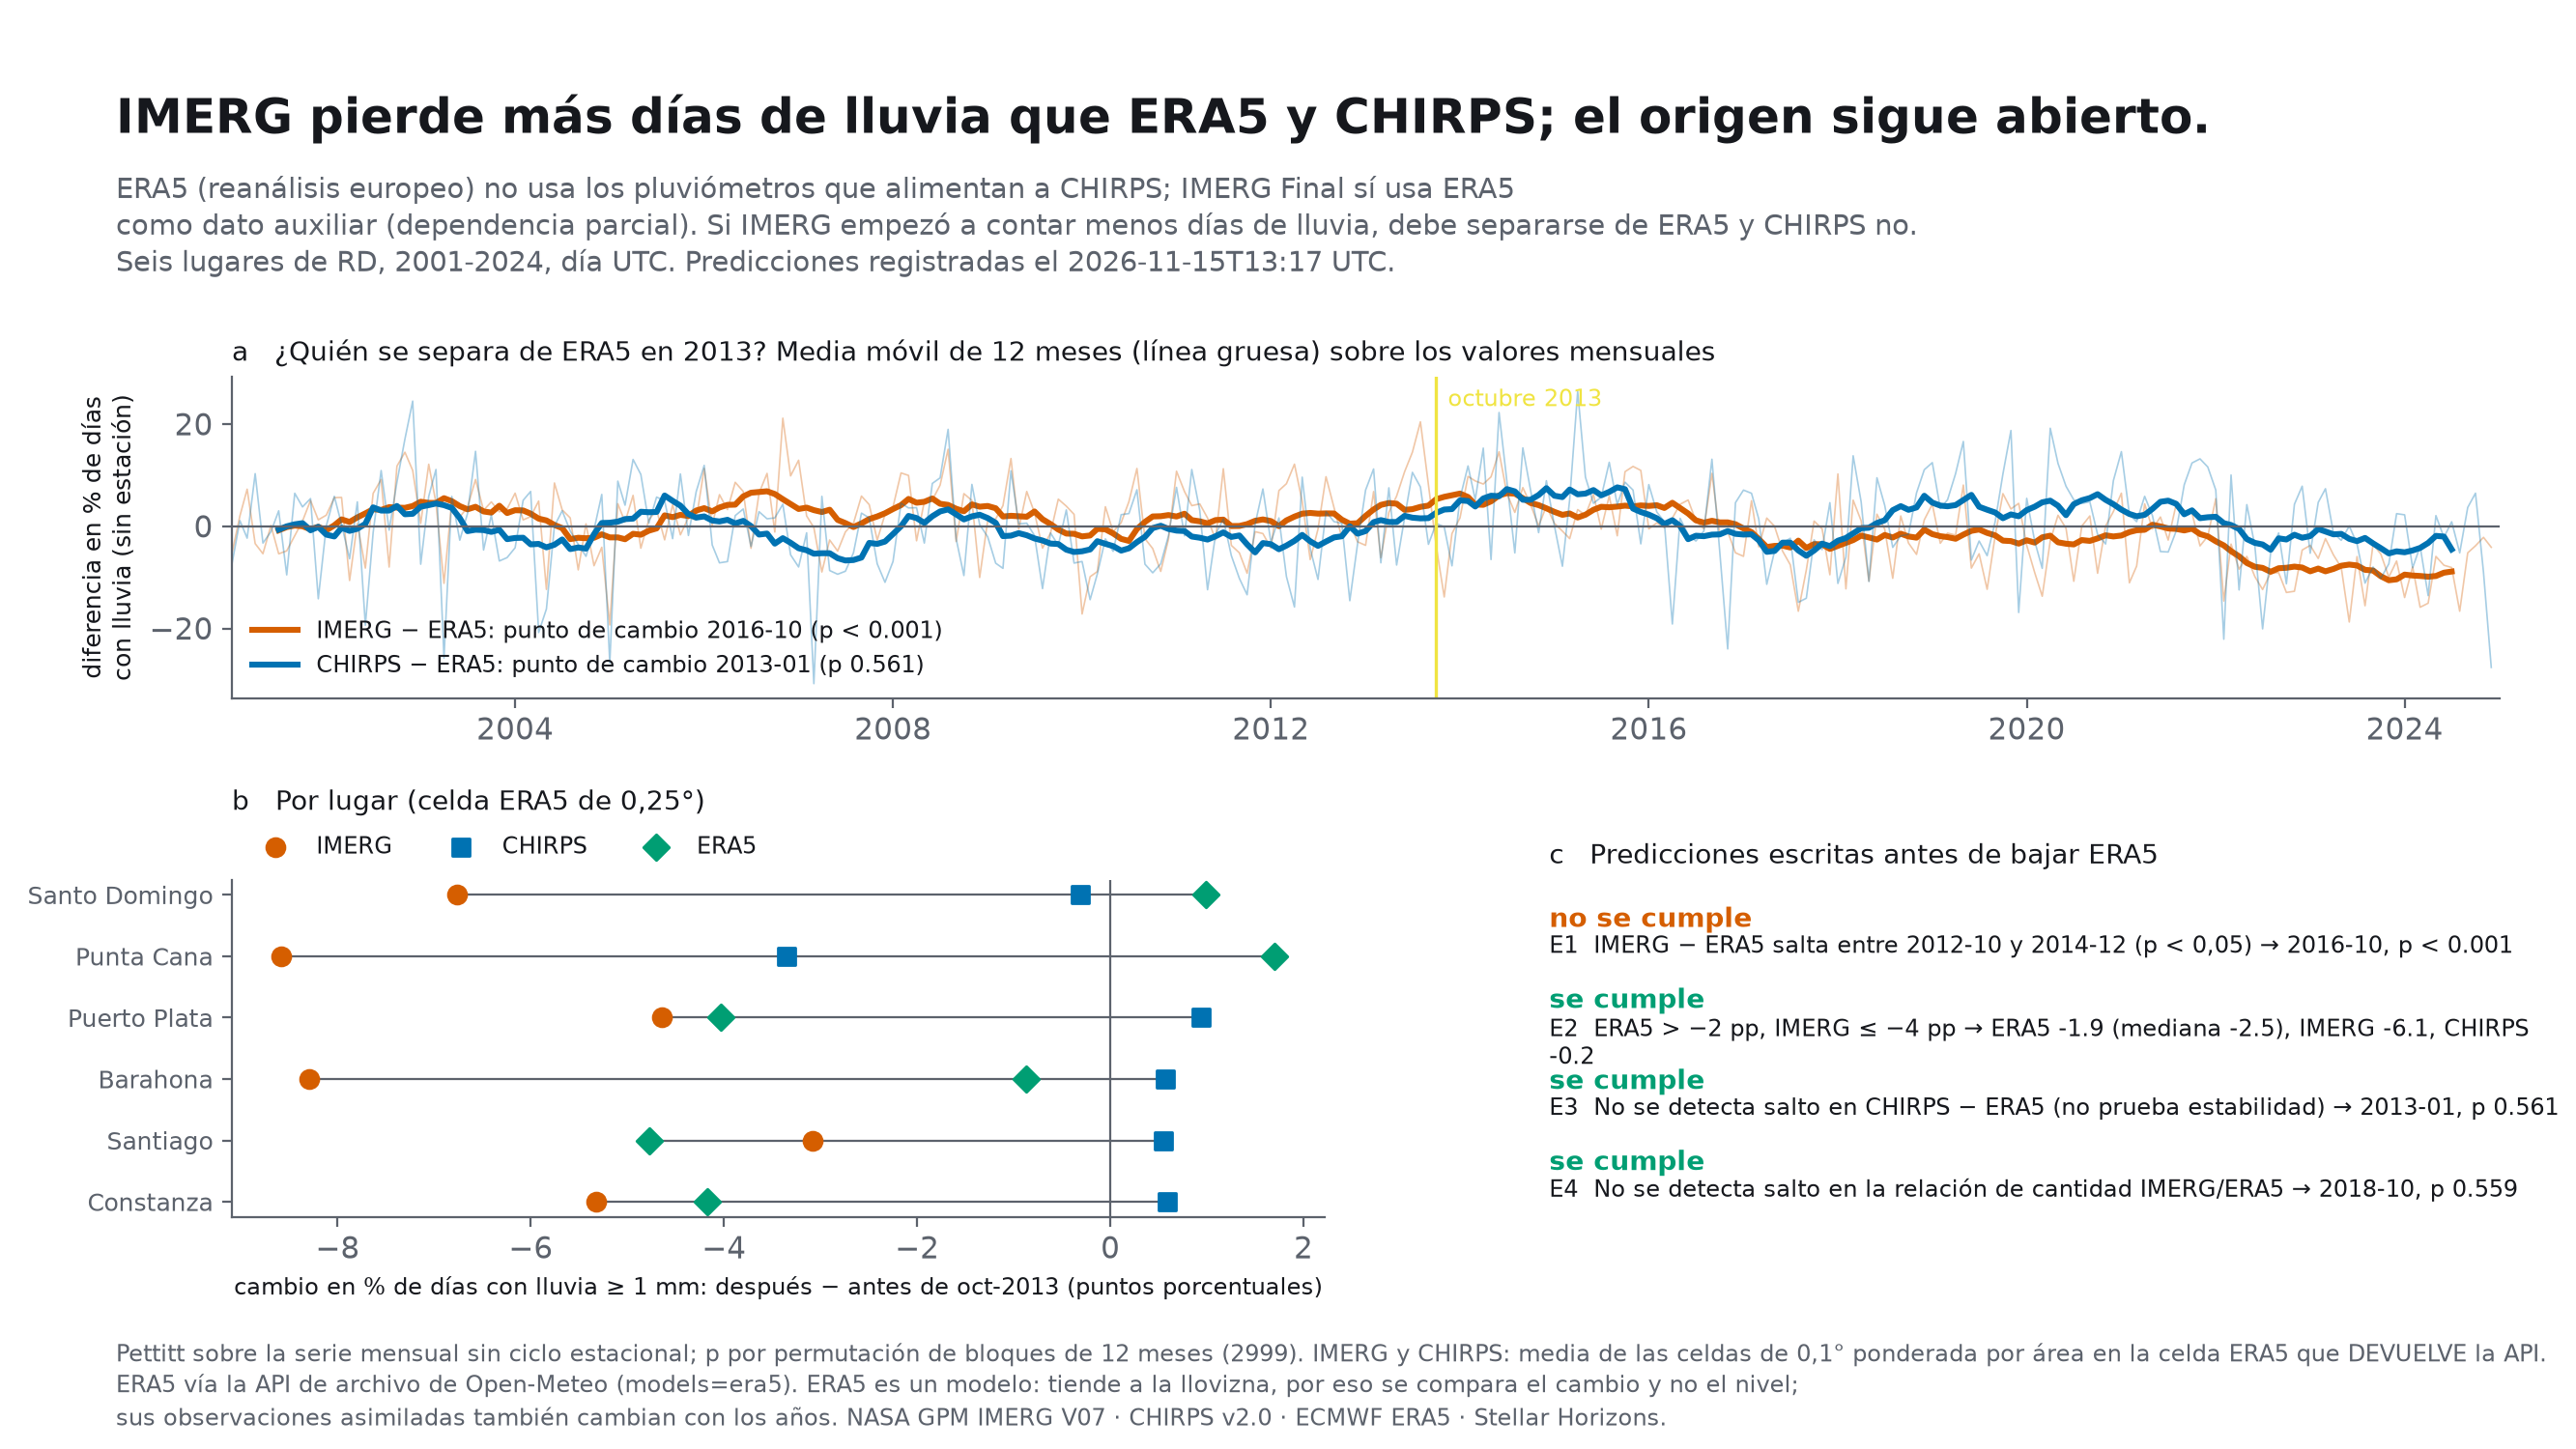 IMERG pierde más días de lluvia que ERA5 y CHIRPS; el origen sigue abierto.
ERA5 (reanálisis europeo) no usa los pluviómetros que alimentan a CHIRPS; IMERG Final sí usa ERA5
como dato auxiliar (dependencia parcial). Si IMERG empezó a contar menos días de lluvia, debe separarse de ERA5 y CHIRPS no.
Seis lugares de RD, 2001-2024, día UTC. Predicciones registradas el 2026-11-15T13:17 UTC.
a ¿Quién se separa de ERA5 en 2013? Media móvil de 12 meses (línea gruesa) sobre los valores mensuales
diferencia en % de días
con lluvia (sin estación)
20
0
−20
octubre 2013
IMERG − ERA5: punto de cambio 2016-10 (p < 0.001)
CHIRPS − ERA5: punto de cambio 2013-01 (p 0.561)
2004 2008 2012 2016 2020 2024
b Por lugar (celda ERA5 de 0,25°)
IMERG CHIRPS ERA5
Santo Domingo
Punta Cana
Puerto Plata
Barahona
Santiago
Constanza
−8 −6 −4 −2 0 2
cambio en % de días con lluvia ≥ 1 mm: después − antes de oct-2013 (puntos porcentuales)
c Predicciones escritas antes de bajar ERA5
no se cumple
E1 IMERG − ERA5 salta entre 2012-10 y 2014-12 (p < 0,05) → 2016-10, p < 0.001
se cumple
E2 ERA5 > −2 pp, IMERG ≤ −4 pp → ERA5 -1.9 (mediana -2.5), IMERG -6.1, CHIRPS
-0.2
se cumple
E3 No se detecta salto en CHIRPS − ERA5 (no prueba estabilidad) → 2013-01, p 0.561
se cumple
E4 No se detecta salto en la relación de cantidad IMERG/ERA5 → 2018-10, p 0.559
Pettitt sobre la serie mensual sin ciclo estacional; p por permutación de bloques de 12 meses (2999). IMERG y CHIRPS: media de las celdas de 0,1° ponderada por área en la celda ERA5 que DEVUELVE la API.
ERA5 vía la API de archivo de Open-Meteo (models=era5). ERA5 es un modelo: tiende a la llovizna, por eso se compara el cambio y no el nivel;
sus observaciones asimiladas también cambian con los años. NASA GPM IMERG V07 · CHIRPS v2.0 · ECMWF ERA5 · Stellar Horizons.